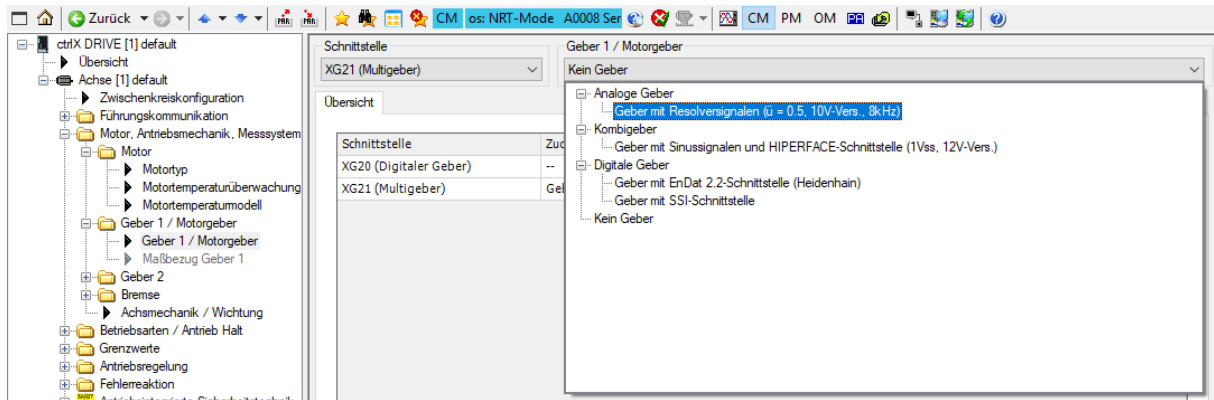 Zurück PAR PAR CM os: NRT-Mode A0008 Ser CM PM OM
ctrlX DRIVE [1] default
Übersicht
Achse [1] default
Zwischenkreiskonfiguration
Führungskommunikation
Motor, Antriebsmechanik, Messsystem
Motor
Motortyp
Motortemperaturüberwachung
Motortemperaturmodell
Geber 1 / Motorgeber
Geber 1 / Motorgeber
Maßbezug Geber 1
Geber 2
Bremse
Achsmechanik / Wichtung
Betriebsarten / Antrieb Halt
Grenzwerte
Antriebsregelung
Fehlerreaktion
Schnittstelle
XG21 (Multigeber)
Geber 1 / Motorgeber
Kein Geber
Übersicht
Schnittstelle Zuo
XG20 (Digitaler Geber) --
XG21 (Multigeber) Gel
Analoge Geber
Geber mit Resolversignalen (ü = 0.5, 10V-Vers., 8kHz)
Kombigeber
Geber mit Sinussignalen und HIPERFACE-Schnittstelle (1Vss, 12V-Vers.)
Digitale Geber
Geber mit EnDat 2.2-Schnittstelle (Heidenhain)
Geber mit SSI-Schnittstelle
Kein Geber